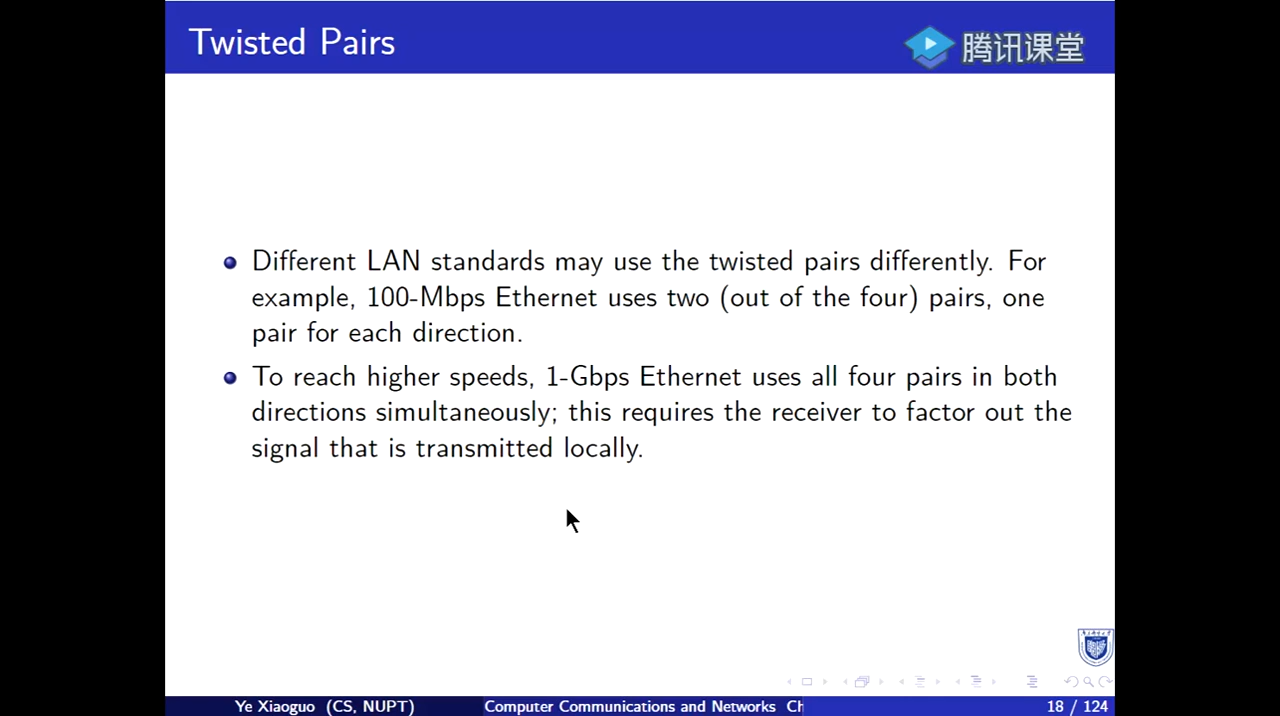 Twisted Pairs
腾讯课堂
Different LAN standards may use the twisted pairs differently. For
example, 100-Mbps Ethernet uses two (out of the four) pairs, one
pair for each direction.
To reach higher speeds, 1-Gbps Ethernet uses all four pairs in both
directions simultaneously; this requires the receiver to factor out the
signal that is transmitted locally.
Ye Xiaoguo (CS, NUPT)
Computer Communications and Networks Ch
18 / 124